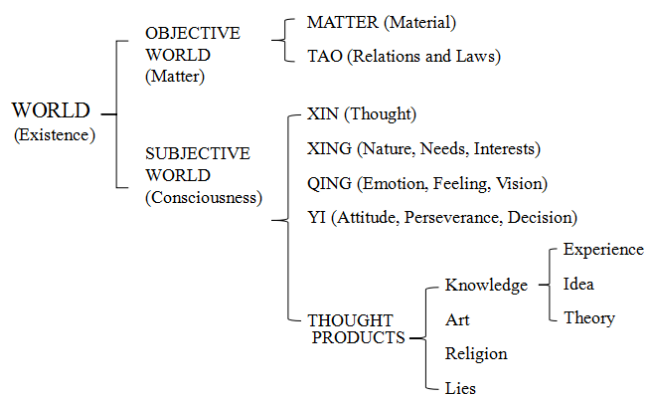 WORLD
(Existence)
OBJECTIVE
WORLD
(Matter)
MATTER (Material)
TAO (Relations and Laws)
SUBJECTIVE
WORLD
(Consciousness)
XIN (Thought)
XING (Nature, Needs, Interests)
QING (Emotion, Feeling, Vision)
YI (Attitude, Perseverance, Decision)
THOUGHT
PRODUCTS
Knowledge
Experience
Idea
Theory
Art
Religion
Lies